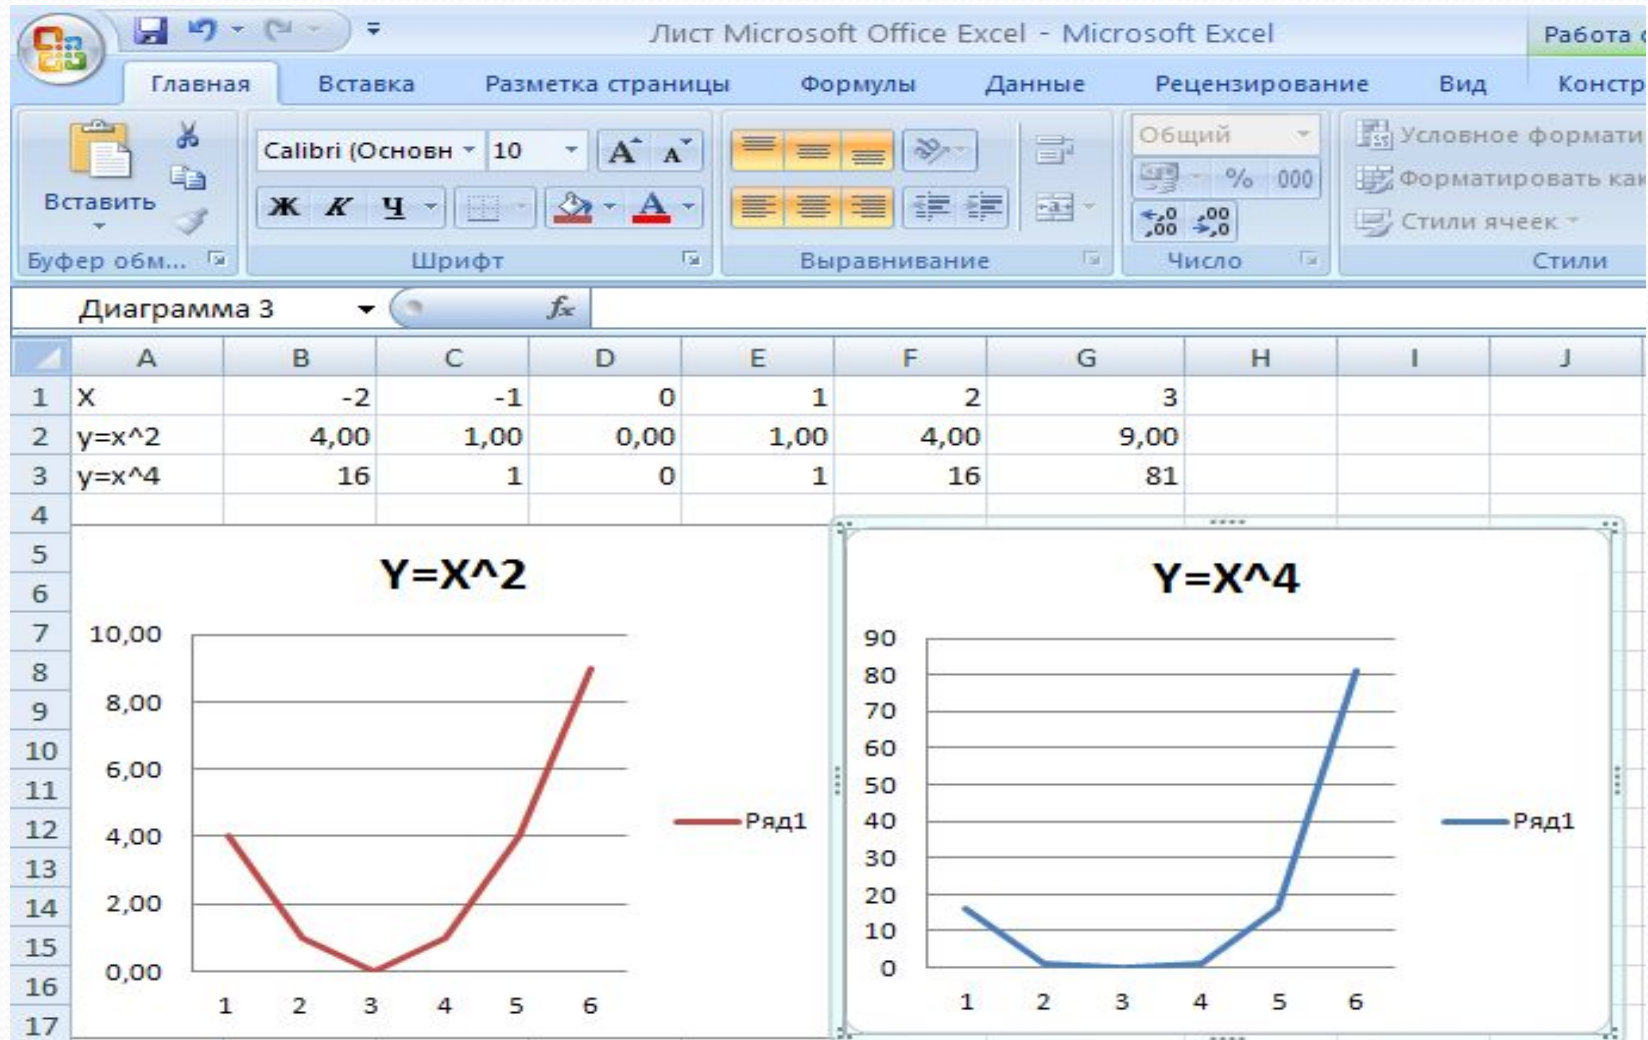 Лист Microsoft Office Excel - Microsoft Excel
Работа с
Главная Вставка Разметка страницы Формулы Данные Рецензирование Вид Констр
Вставить
Буфер обм...
Calibri (Основн 10 A A
Ж К Ч A
Шрифт
Выравнивание
Общий
% 000
,0 ,00
,00 ,0
Число
Условное формати
Форматировать как
Стили ячеек
Стили
Диаграмма 3 fx
A B C D E F G H I J
1 X -2 -1 0 1 2 3
2 y=x^2 4,00 1,00 0,00 1,00 4,00 9,00
3 y=x^4 16 1 0 1 16 81
4
5
6
7
8
9
10
11
12
13
14
15
16
17
Y=X^2
10,00
8,00
6,00
4,00
2,00
0,00
1 2 3 4 5 6
Ряд1
Y=X^4
90
80
70
60
50
40
30
20
10
0
1 2 3 4 5 6
Ряд1